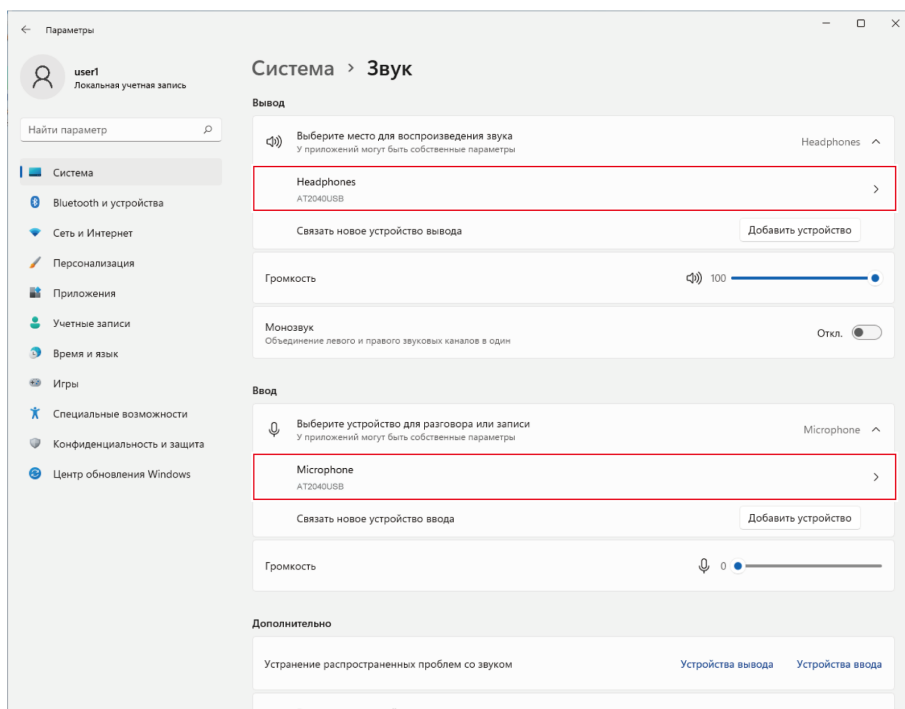 Параметры
user1
Локальная учетная запись
Найти параметр
Система
Bluetooth и устройства
Сеть и Интернет
Персонализация
Приложения
Учетные записи
Время и язык
Игры
Специальные возможности
Конфиденциальность и защита
Центр обновления Windows
Система > Звук
Вывод
Выберите место для воспроизведения звука
У приложений могут быть собственные параметры
Headphones
Headphones
AT2040USB
Связать новое устройство вывода
Добавить устройство
Громкость
100
Монозвук
Объединение левого и правого звуковых каналов в один
Откл.
Ввод
Выберите устройство для разговора или записи
У приложений могут быть собственные параметры
Microphone
Microphone
AT2040USB
Связать новое устройство ввода
Добавить устройство
Громкость
0
Дополнительно
Устранение распространенных проблем со звуком
Устройства вывода
Устройства ввода